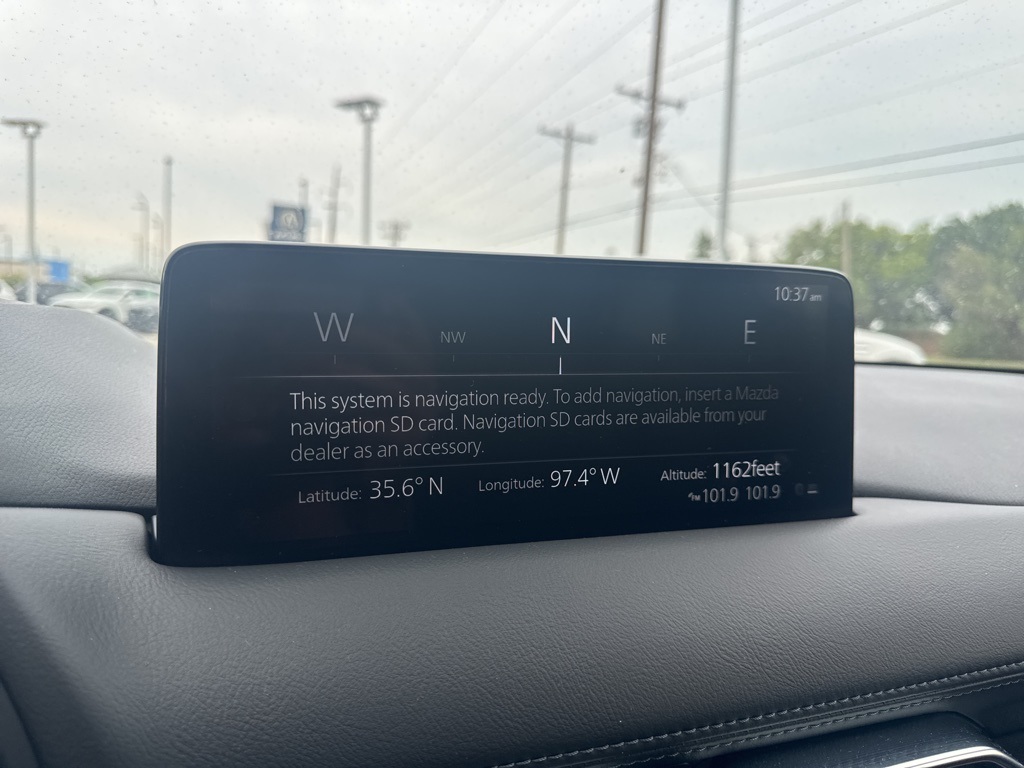 10:37am
W NW N NE E
This system is navigation ready. To add navigation, insert a Mazda
navigation SD card. Navigation SD cards are available from your
dealer as an accessory.
Latitude: 35.6° N Longitude: 97.4° W Altitude: 1162feet
FM 101.9 101.9